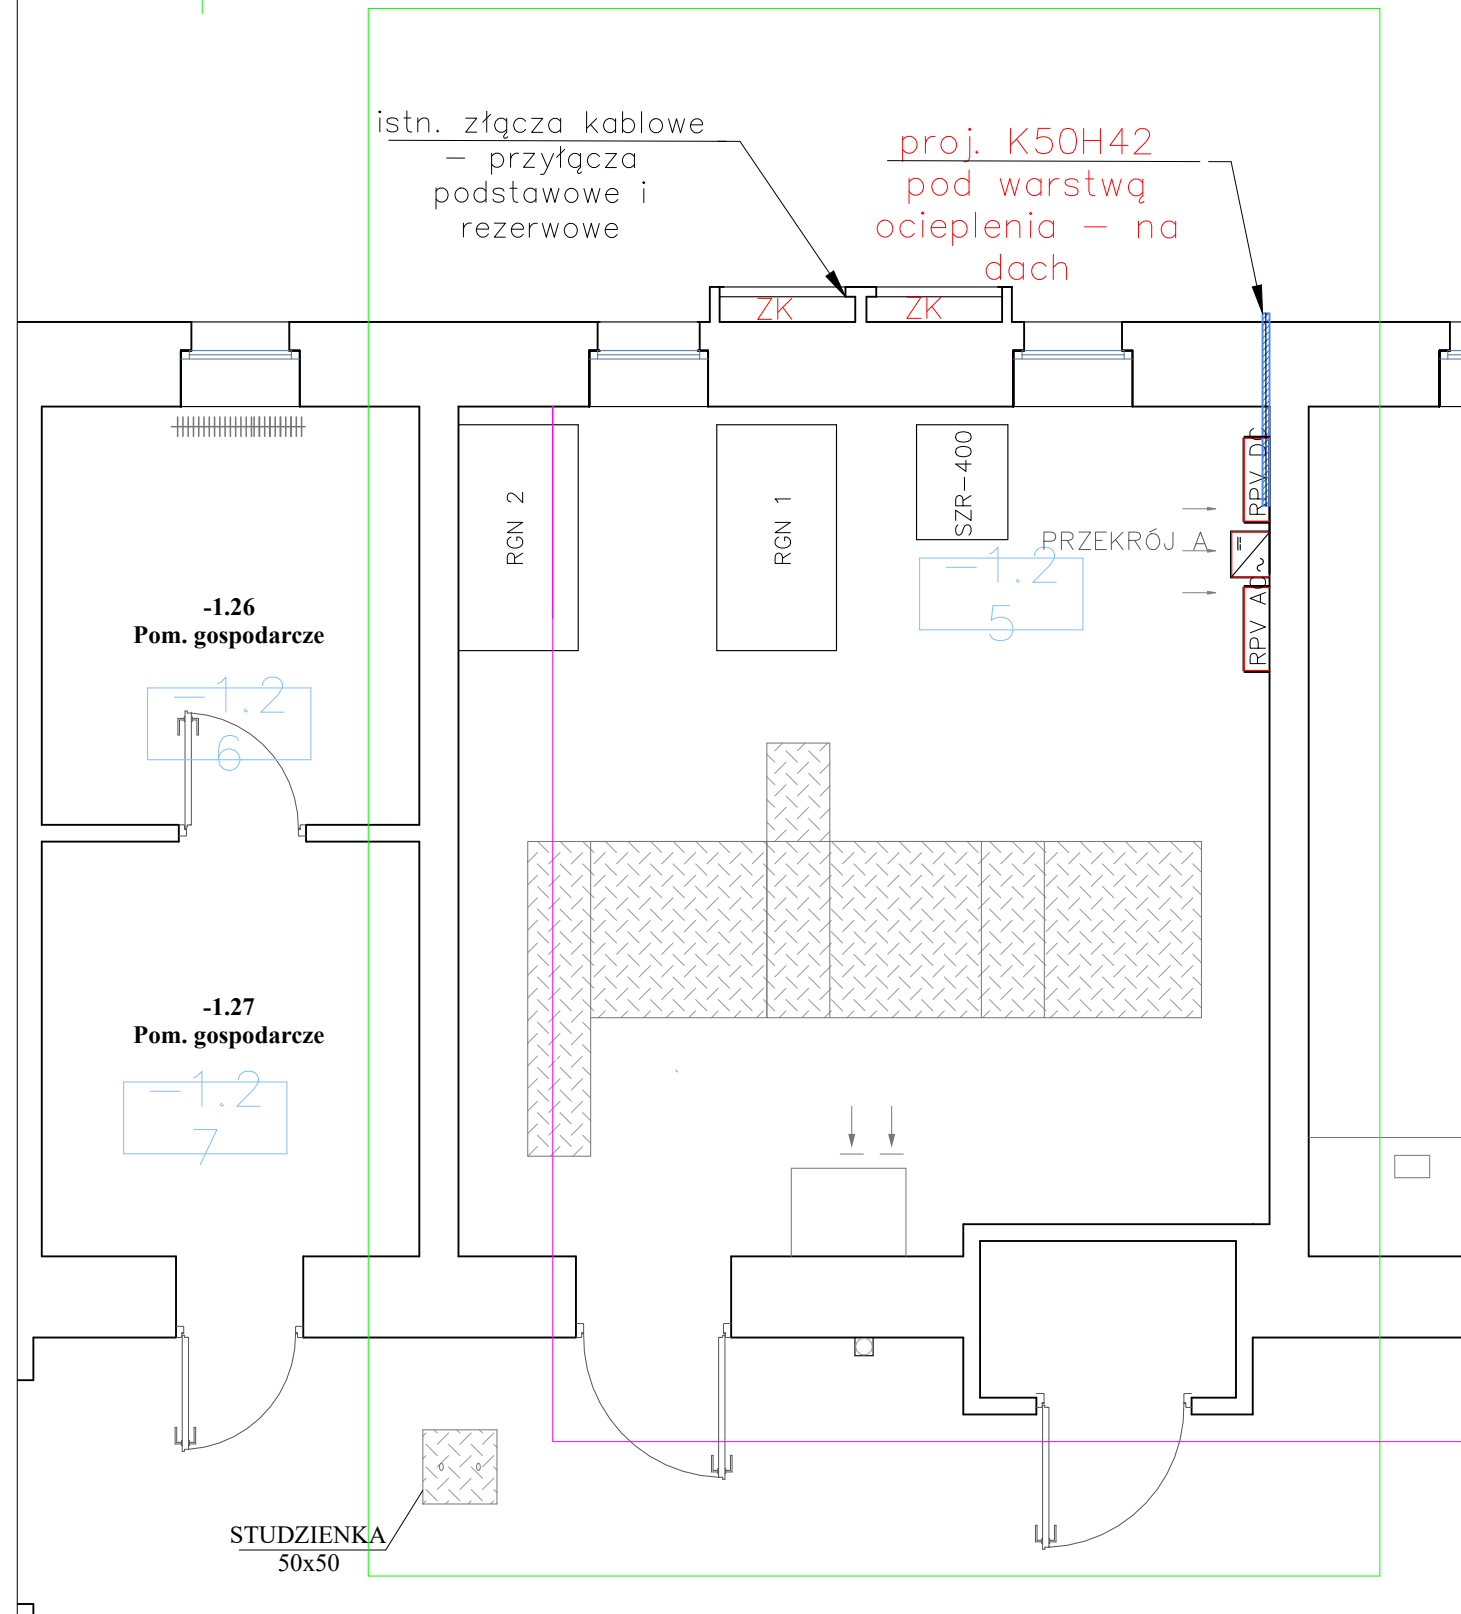 istn. złącza kablowe
– przyłącza
podstawowe i
rezerwowe
proj. K50H42
pod warstwą
ocieplenia – na
dach
ZK
ZK
RGN 2
RGN 1
SZR-400
RPV DC
PRZEKRÓJ A
RPV AC
-1.2
5
-1.26
Pom. gospodarcze
-1.2
6
-1.27
Pom. gospodarcze
-1.2
7
STUDZIENKA
50x50